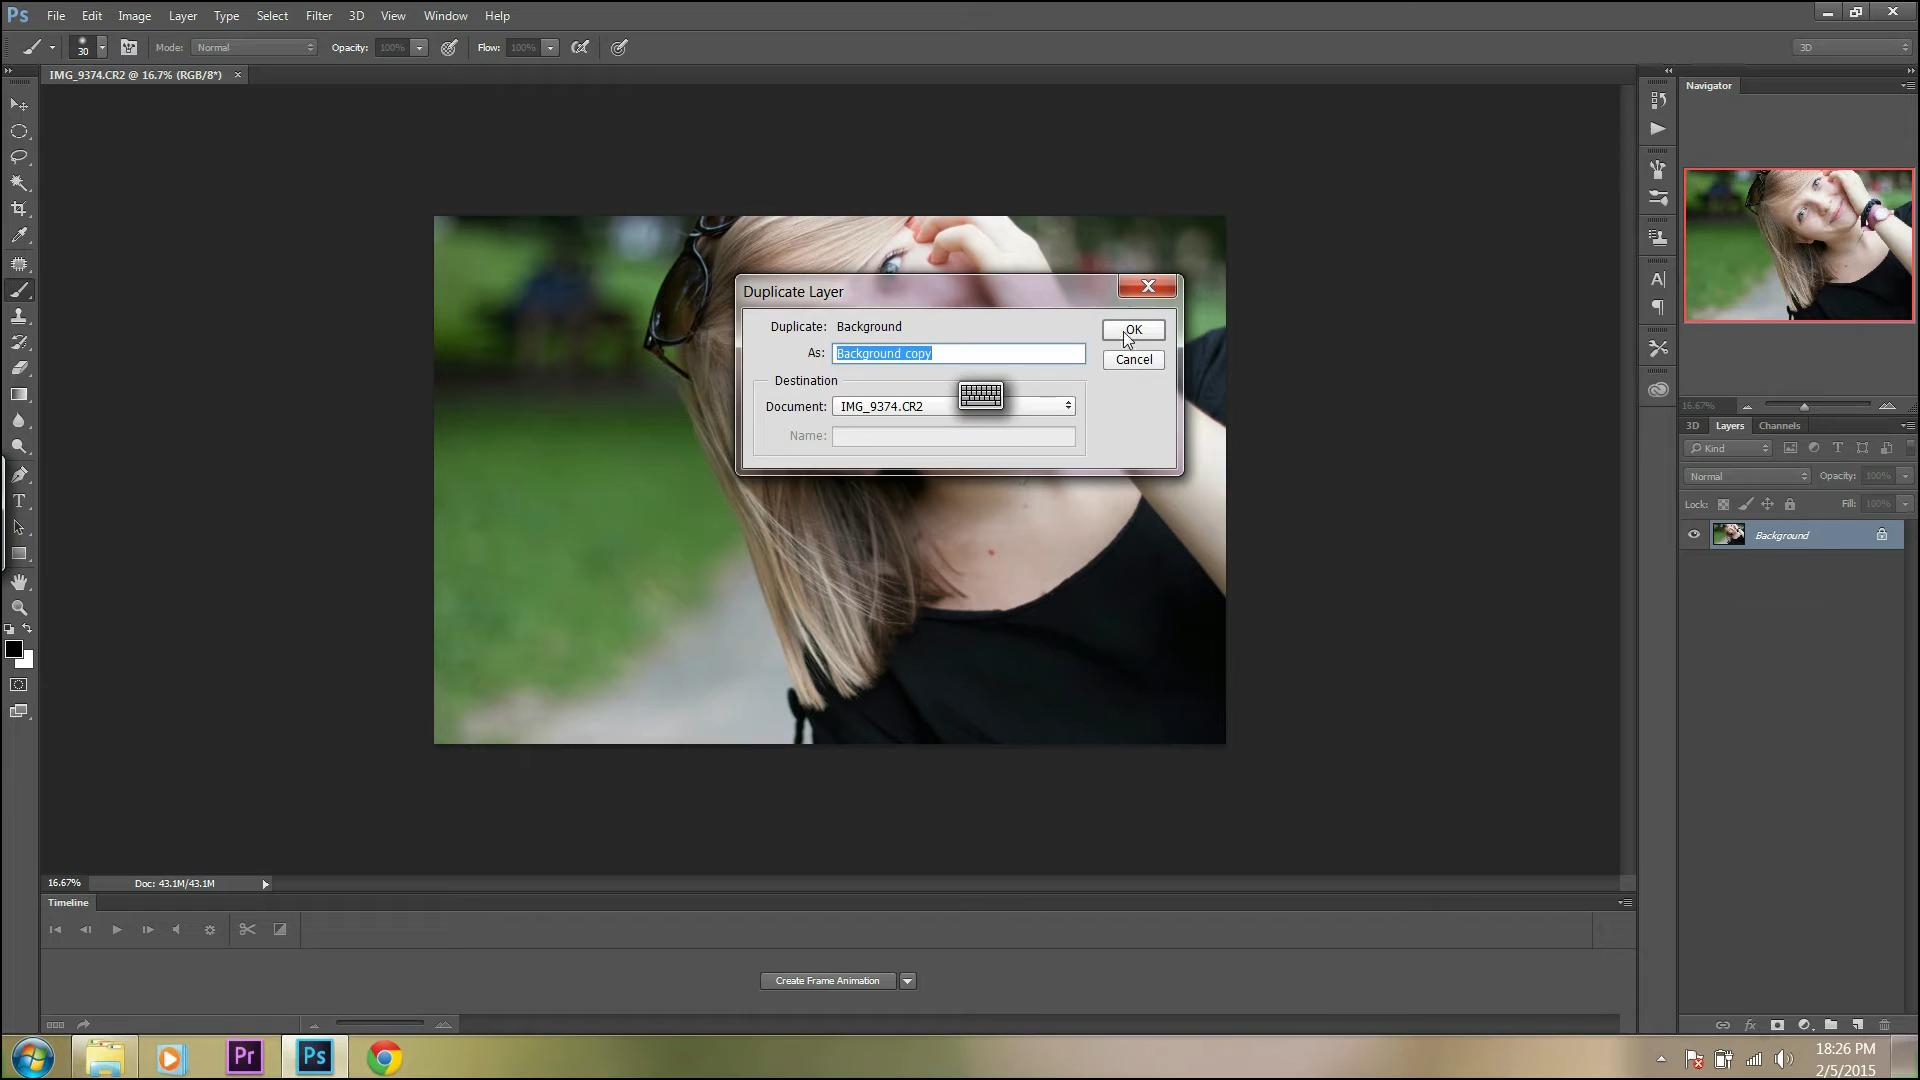 Ps File Edit Image Layer Type Select Filter 3D View Window Help
30 Mode: Normal Opacity: 100% Flow: 100% 3D
IMG_9374.CR2 @ 16.7% (RGB/8*)
Navigator
Duplicate Layer
Duplicate: Background
OK
As: Background copy
Cancel
Destination
Document: IMG_9374.CR2
Name:
16.67%
3D Layers Channels
Kind
Normal Opacity: 100%
Lock: Fill: 100%
Background
16.67% Doc: 43.1M/43.1M
Timeline
Create Frame Animation
Pr Ps
18:26 PM
2/5/2015